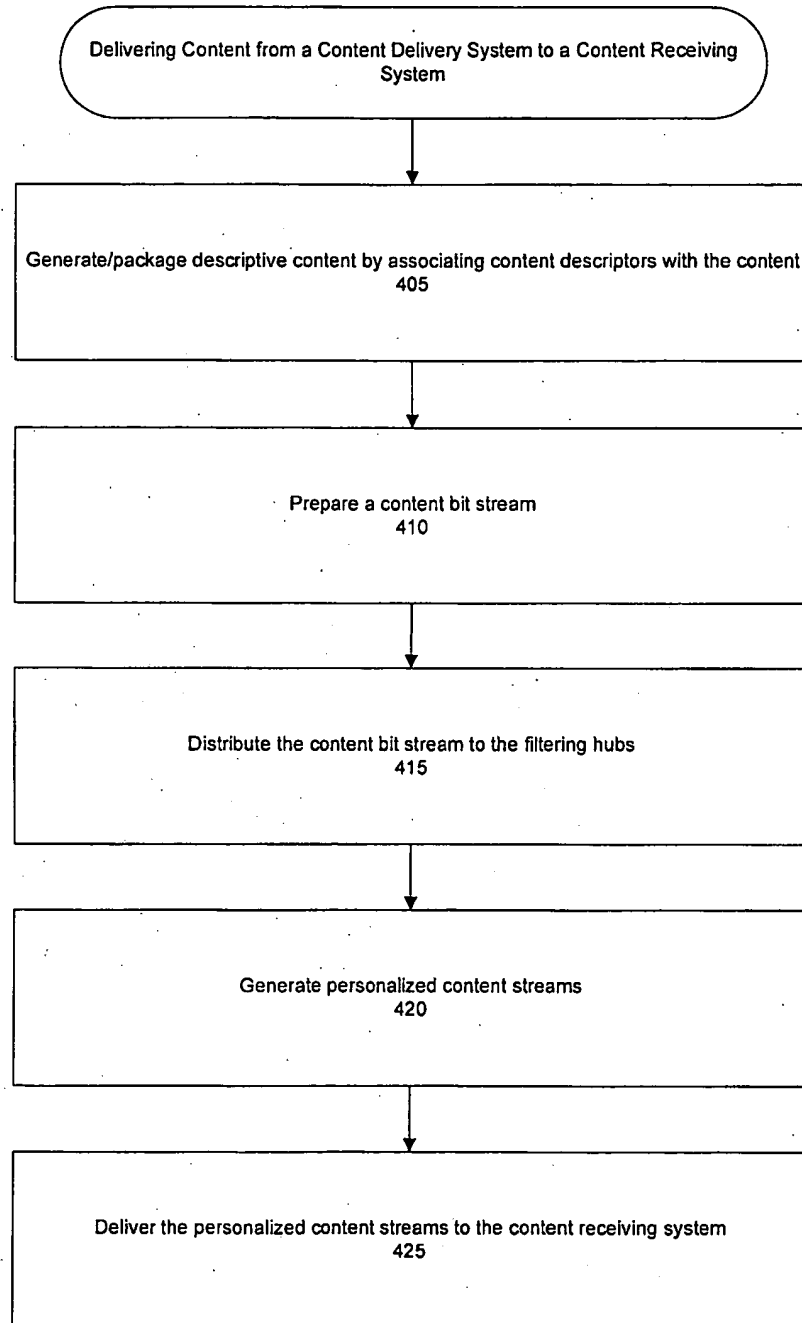 Delivering Content from a Content Delivery System to a Content Receiving
System
Generate/package descriptive content by associating content descriptors with the content
405
Prepare a content bit stream
410
Distribute the content bit stream to the filtering hubs
415
Generate personalized content streams
420
Deliver the personalized content streams to the content receiving system
425